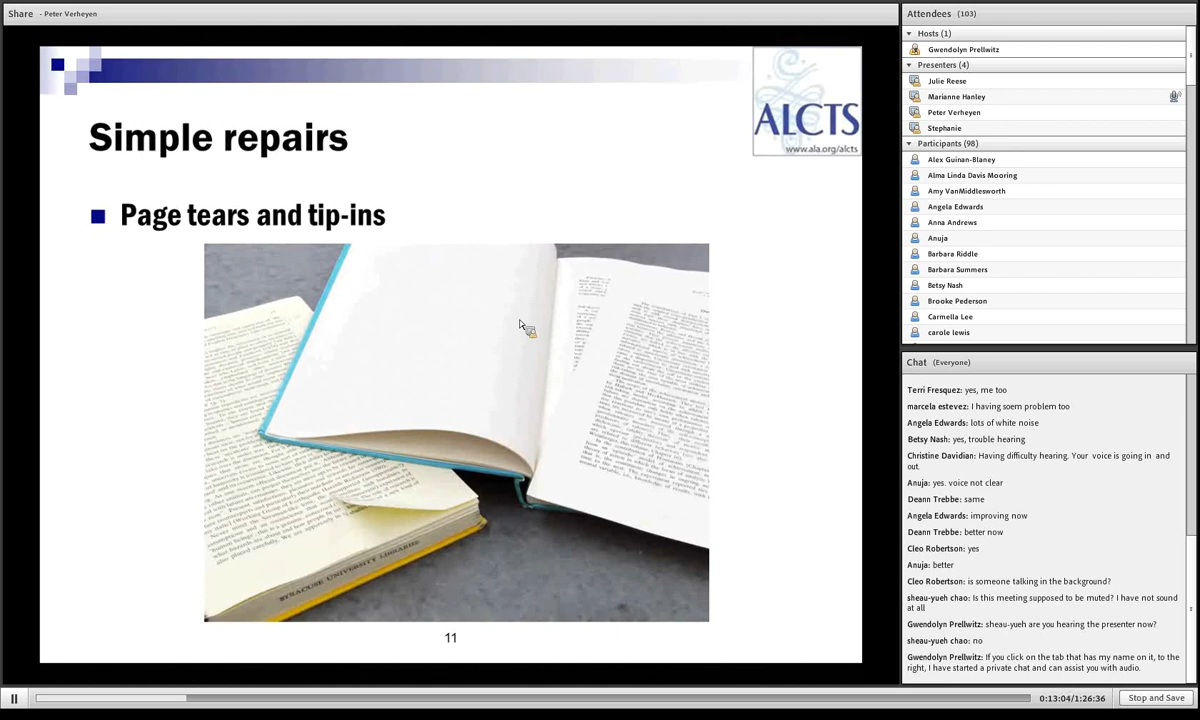 Share - Peter Verheyen
ALCTS
www.ala.org/alcts
Simple repairs
Page tears and tip-ins
SYRACUSE UNIVERSITY LIBRARIES
11
Attendees (103)
Hosts (1)
Gwendolyn Prellwitz
Presenters (4)
Julie Reese
Marianne Hanley
Peter Verheyen
Stephanie
Participants (98)
Alex Guinan-Blaney
Alma Linda Davis Mooring
Amy VanMiddlesworth
Angela Edwards
Anna Andrews
Anuja
Barbara Riddle
Barbara Summers
Betsy Nash
Brooke Pederson
Carmella Lee
carole lewis
Chat (Everyone)
Terri Fresquez: yes, me too
marcela estevez: I having soem problem too
Angela Edwards: lots of white noise
Betsy Nash: yes, trouble hearing
Christine Davidian: Having difficulty hearing. Your voice is going in and
out.
Anuja: yes. voice not clear
Deann Trebbe: same
Angela Edwards: improving now
Deann Trebbe: better now
Cleo Robertson: yes
Anuja: better
Cleo Robertson: is someone talking in the background?
sheau-yueh chao: Is this meeting supposed to be muted? I have not sound
at all
Gwendolyn Prellwitz: sheau-yueh are you hearing the presenter now?
sheau-yueh chao: no
Gwendolyn Prellwitz: If you click on the tab that has my name on it, to the
right, I have started a private chat and can assist you with audio.
0:13:04/1:26:36
Stop and Save